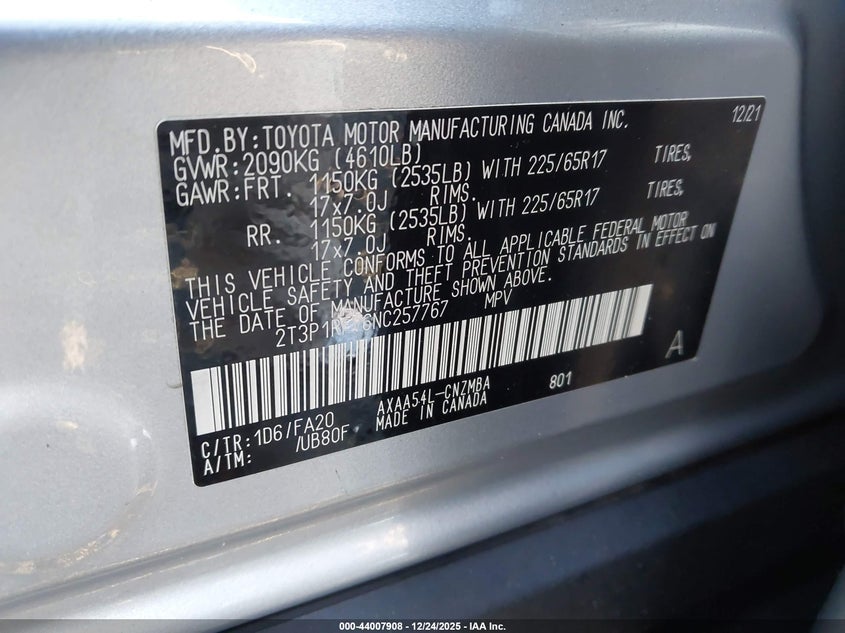 12/21
MFD.BY:TOYOTA MOTOR MANUFACTURING CANADA INC.
GVWR:2090KG (4610LB)
GAWR:FRT. 1150KG (2535LB) WITH 225/65R17 TIRES,
17x7.0J RIMS.
RR. 1150KG (2535LB) WITH 225/65R17 TIRES,
17x7.0J RIMS.
THIS VEHICLE CONFORMS TO ALL APPLICABLE FEDERAL MOTOR
VEHICLE SAFETY AND THEFT PREVENTION STANDARDS IN EFFECT ON
THE DATE OF MANUFACTURE SHOWN ABOVE.
MPV
A
C/TR:1D6/FA20 AXAA54L-CNZMBA 801
A/TM: /UB80F MADE IN CANADA
000-44007908 - 12/24/2025 - IAA Inc.